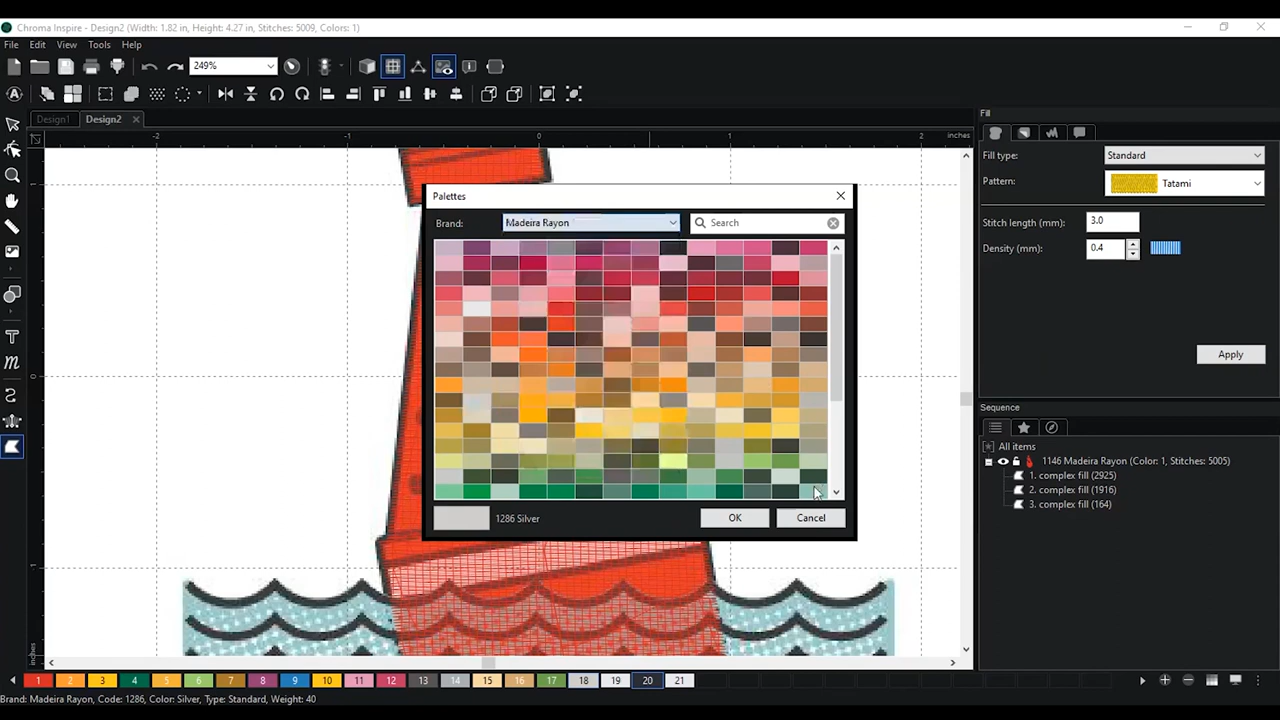 Chroma Inspire - Design2 (Width: 1.82 in, Height: 4.27 in, Stitches: 5009, Colors: 1)
File Edit View Tools Help
249%
Design1 Design2
-2 -1 0 1 2 inches
Fill
Fill type: Standard
Pattern: Tatami
Stitch length (mm): 3.0
Density (mm): 0.4
Apply
Palettes
Brand: Madeira Rayon Search
1286 Silver OK Cancel
1
0
1
inches
Sequence
All items
1146 Madeira Rayon (Color: 1, Stitches: 5005)
1. complex fill (2925)
2. complex fill (1916)
3. complex fill (164)
1 2 3 4 5 6 7 8 9 10 11 12 13 14 15 16 17 18 19 20 21
Brand: Madeira Rayon, Code: 1286, Color: Silver, Type: Standard, Weight: 40